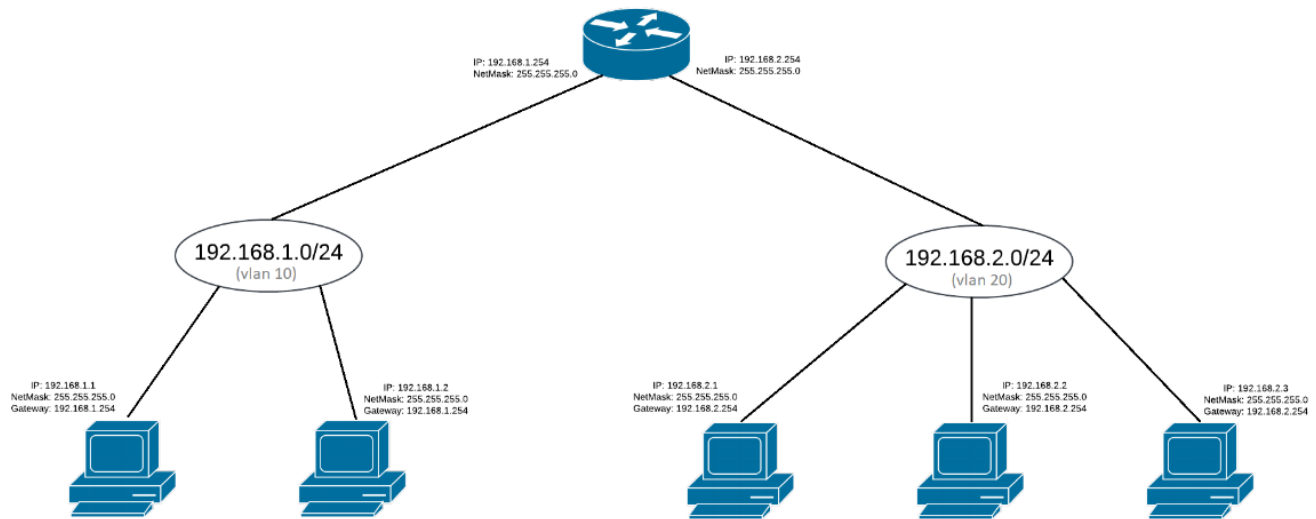 IP: 192.168.1.254
NetMask: 255.255.255.0
IP: 192.168.2.254
NetMask: 255.255.255.0
192.168.1.0/24
(vlan 10)
192.168.2.0/24
(vlan 20)
IP: 192.168.1.1
NetMask: 255.255.255.0
Gateway: 192.168.1.254
IP: 192.168.1.2
NetMask: 255.255.255.0
Gateway: 192.168.1.254
IP: 192.168.2.1
NetMask: 255.255.255.0
Gateway: 192.168.2.254
IP: 192.168.2.2
NetMask: 255.255.255.0
Gateway: 192.168.2.254
IP: 192.168.2.3
NetMask: 255.255.255.0
Gateway: 192.168.2.254